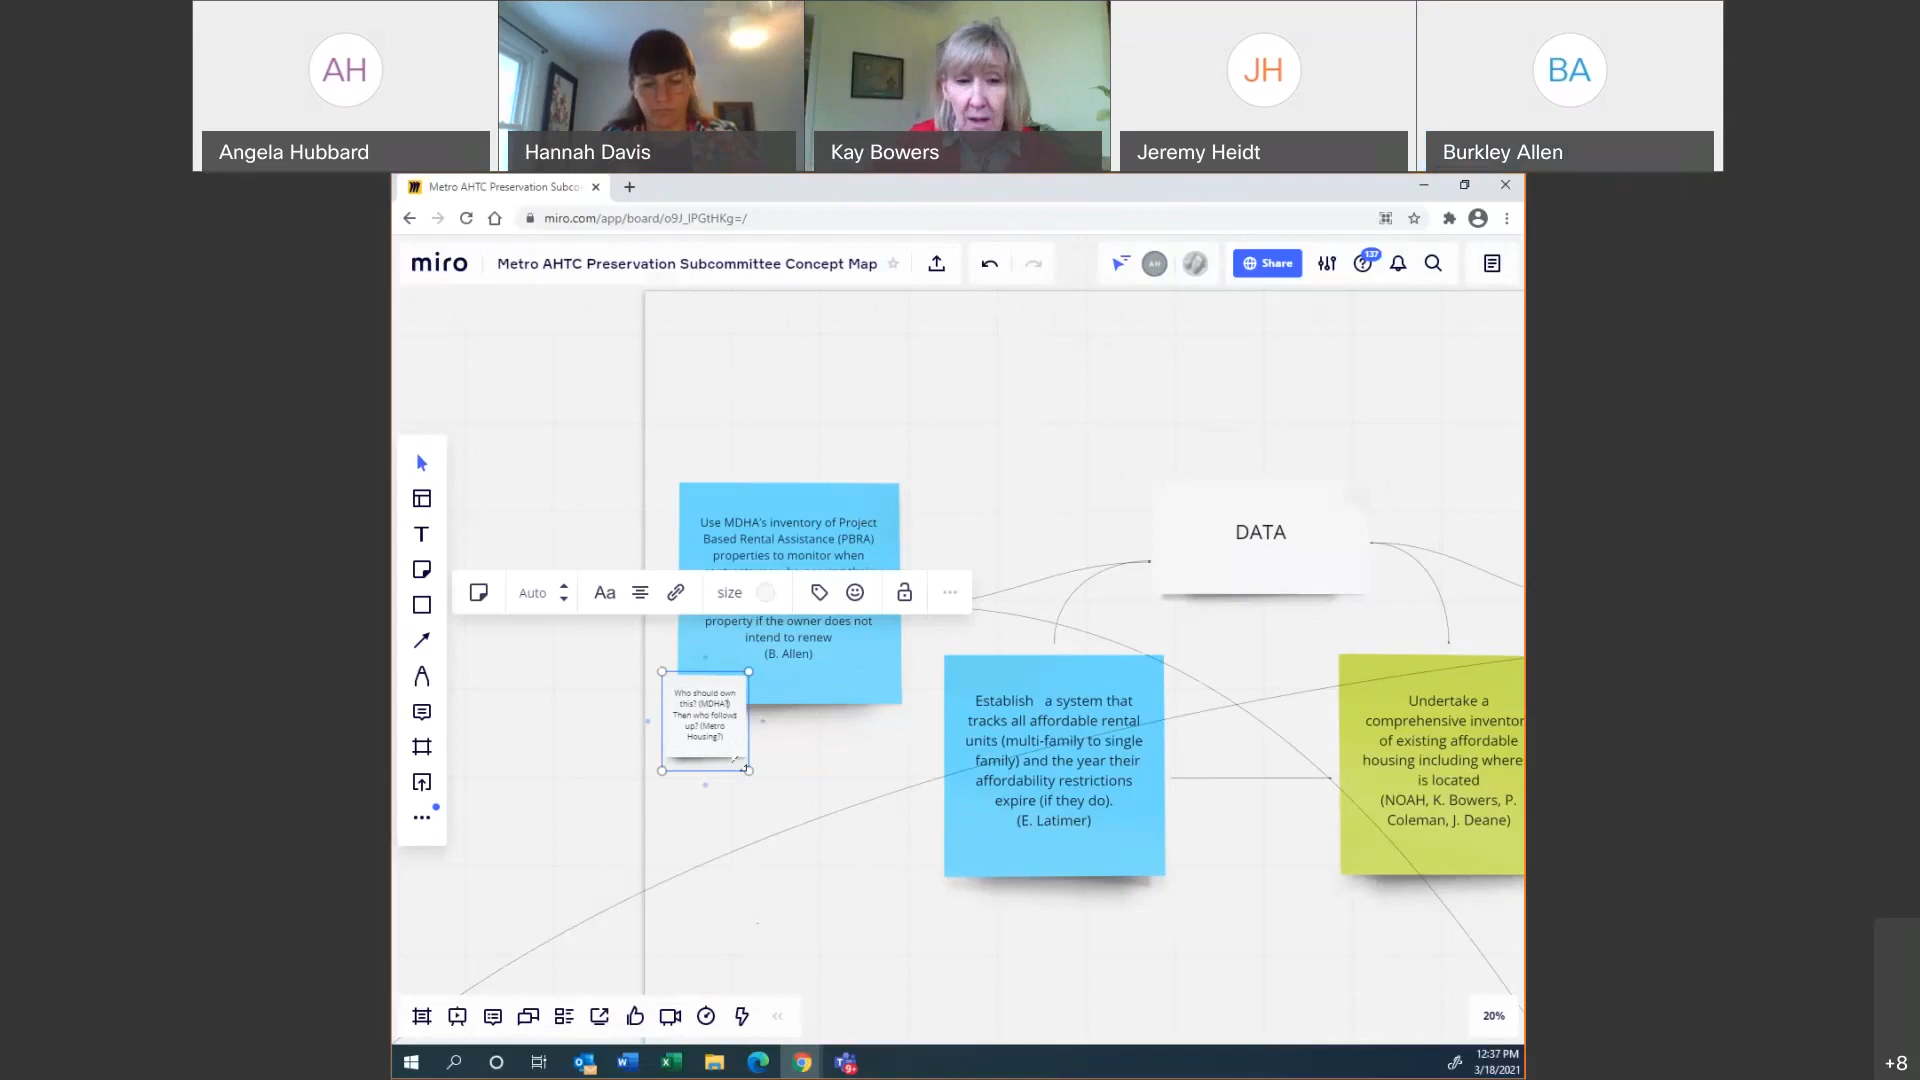 AH
JH
BA
Angela Hubbard
Hannah Davis
Kay Bowers
Jeremy Heidt
Burkley Allen
Metro AHTC Preservation Subco
miro.com/app/board/o9J_lPGtHKg=/
miro
Metro AHTC Preservation Subcommittee Concept Map
AH
Share
137
Use MDHA's inventory of Project
Based Rental Assistance (PBRA)
properties to monitor when
Auto
Aa
size
property if the owner does not
intend to renew
(B. Allen)
Who should own
this? (MDHA?)
Then who follows
up? (Metro
Housing?)
DATA
Establish a system that
tracks all affordable rental
units (multi-family to single
family) and the year their
affordability restrictions
expire (if they do).
(E. Latimer)
Undertake a
comprehensive inventor
of existing affordable
housing including where
is located
(NOAH, K. Bowers, P.
Coleman, J. Deane)
20%
9+
12:37 PM
3/18/2021
+8